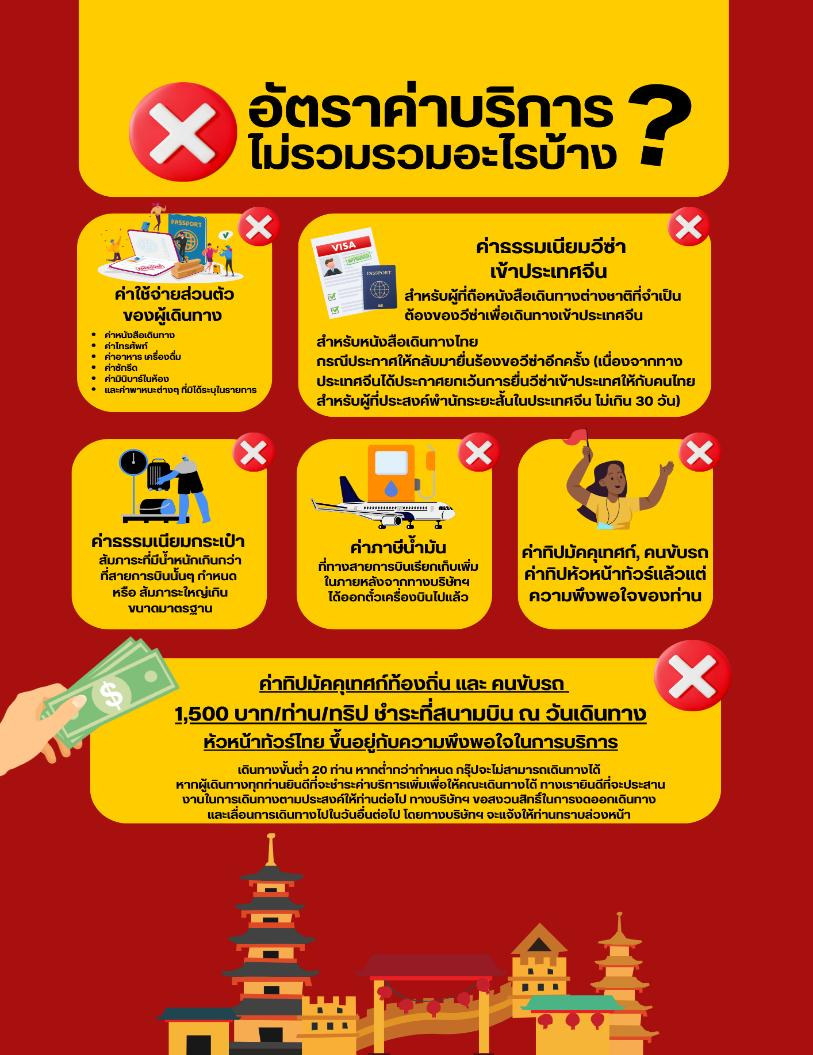 อัตราค่าบริการ
ไม่รวมรวมอะไรบ้าง
?
PASSPORT
ค่าใช้จ่ายส่วนตัว
ของผู้เดินทาง
• ค่าหนังสือเดินทาง
• ค่าโทรศัพท์
• ค่าอาหาร เครื่องดื่ม
• ค่าซักรีด
• ค่ามินิบาร์ในห้อง
• และค่าพาหนะต่างๆ ที่มิได้ระบุในรายการ
VISA
APPROVED
PASSPORT
ค่าธรรมเนียมวีซ่า
เข้าประเทศจีน
สำหรับผู้ที่ถือหนังสือเดินทางต่างชาติที่จำเป็น
ต้องของวีซ่าเพื่อเดินทางเข้าประเทศจีน
สำหรับหนังสือเดินทางไทย
กรณีประกาศให้กลับมายื่นร้องขอวีซ่าอีกครั้ง (เนื่องจากทาง
ประเทศจีนได้ประกาศยกเว้นการยื่นวีซ่าเข้าประเทศให้กับคนไทย
สำหรับผู้ที่ประสงค์พำนักระยะสั้นในประเทศจีน ไม่เกิน 30 วัน)
ค่าธรรมเนียมกระเป๋า
สัมภาระที่มีน้ำหนักเกินกว่า
ที่สายการบินนั้นๆ กำหนด
หรือ สัมภาระใหญ่เกิน
ขนาดมาตรฐาน
ค่าภาษีน้ำมัน
ที่ทางสายการบินเรียกเก็บเพิ่ม
ในภายหลังจากทางบริษัทฯ
ได้ออกตั๋วเครื่องบินไปแล้ว
ค่าทิปมัคคุเทศก์, คนขับรถ
ค่าทิปหัวหน้าทัวร์แล้วแต่
ความพึงพอใจของท่าน
$
ค่าทิปมัคคุเทศก์ท้องถิ่น และ คนขับรถ
1,500 บาท/ท่าน/ทริป ชำระที่สนามบิน ณ วันเดินทาง
หัวหน้าทัวร์ไทย ขึ้นอยู่กับความพึงพอใจในการบริการ
เดินทางขั้นต่ำ 20 ท่าน หากต่ำกว่ากำหนด กรุ๊ปจะไม่สามารถเดินทางได้
หากผู้เดินทางทุกท่านยินดีที่จะชำระค่าบริการเพิ่มเพื่อให้คณะเดินทางได้ ทางเรายินดีที่จะประสาน
งานในการเดินทางตามประสงค์ให้ท่านต่อไป ทางบริษัทฯ ขอสงวนสิทธิ์ในการงดออกเดินทาง
และเลื่อนการเดินทางไปในวันอื่นต่อไป โดยทางบริษัทฯ จะแจ้งให้ท่านทราบล่วงหน้า